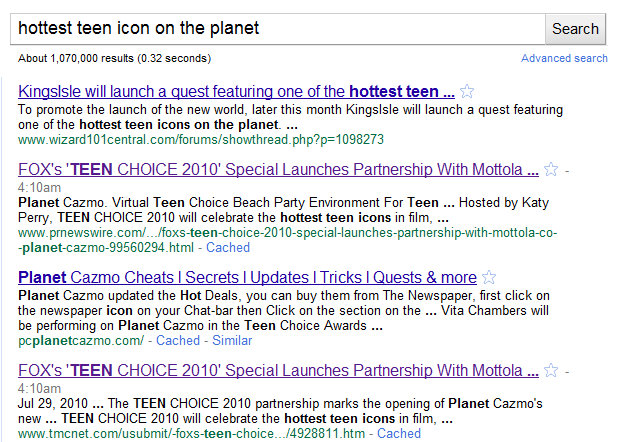 hottest teen icon on the planet Search
About 1,070,000 results (0.32 seconds) Advanced search
KingsIsle will launch a quest featuring one of the hottest teen ...
To promote the launch of the new world, later this month KingsIsle will launch a quest featuring
one of the hottest teen icons on the planet. ...
www.wizard101central.com/forums/showthread.php?p=1098273
FOX's 'TEEN CHOICE 2010' Special Launches Partnership With Mottola ... -
4:10am
Planet Cazmo. Virtual Teen Choice Beach Party Environment For Teen ... Hosted by Katy
Perry, TEEN CHOICE 2010 will celebrate the hottest teen icons in film, ...
www.prnewswire.com/.../foxs-teen-choice-2010-special-launches-partnership-with-mottola-co-
-planet-cazmo-99560294.html - Cached
Planet Cazmo Cheats l Secrets l Updates l Tricks l Quests & more
Planet Cazmo updated the Hot Deals, you can buy them from The Newspaper, first click on
the newspaper icon on your Chat-bar then Click on the section on the ... Vita Chambers will
be performing on Planet Cazmo in the Teen Choice Awards ...
pcplanetcazmo.com/ - Cached - Similar
FOX's 'TEEN CHOICE 2010' Special Launches Partnership With Mottola ... -
4:10am
Jul 29, 2010 ... The TEEN CHOICE 2010 partnership marks the opening of Planet Cazmo's
new ... TEEN CHOICE 2010 will celebrate the hottest teen icons in film, ...
www.tmcnet.com/usubmit/-foxs-teen-choice.../4928811.htm - Cached